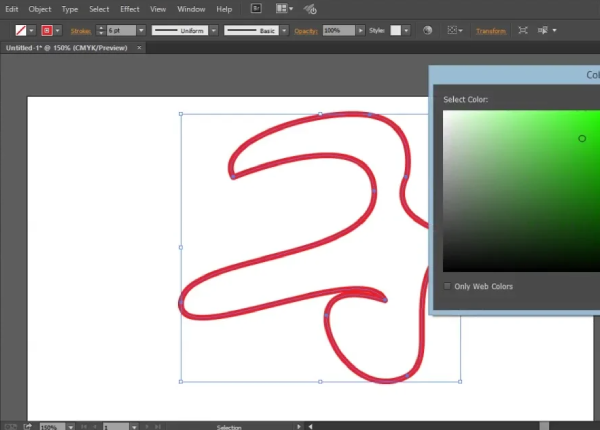 Edit Object Type Select Effect View Window Help Br
Stroke: 6 pt Uniform Basic Opacity: 100% Style: Transform
Untitled-1* @ 150% (CMYK/Preview) ×
Select Color:
Only Web Colors
150% 1 Selection